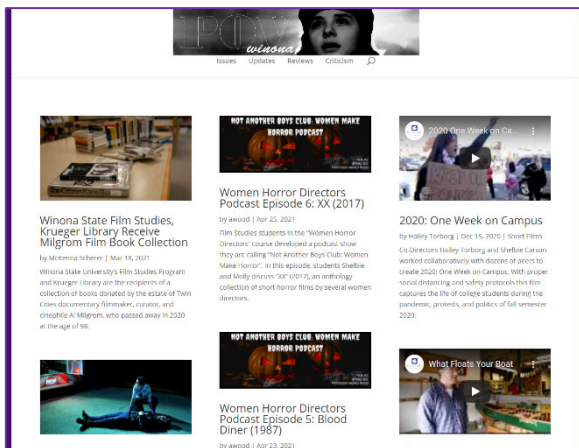 POV
winona
Issues Updates Reviews Criticism
Winona State Film Studies,
Krueger Library Receive
Milgrom Film Book Collection
by McKenna Scherer | Mar 18, 2021
Winona State University's Film Studies Program
and Krueger Library are the recipients of a
collection of books donated by the estate of Twin
Cities documentary filmmaker, curator, and
cinephile Al Milgrom, who passed away in 2020
at the age of 98.
NOT ANOTHER BOYS CLUB: WOMEN MAKE
HORROR PODCAST
Women Horror Directors
Podcast Episode 6: XX (2017)
by awood | Apr 25, 2021
Film Studies students in the "Women Horror
Directors" course developed a podcast show
they are calling "Not Another Boys Club: Women
Make Horror". In this episode, students Shelbie
and Molly discuss "XX" (2017), an anthology
collection of short horror films by several women
directors.
NOT ANOTHER BOYS CLUB: WOMEN MAKE
HORROR PODCAST
Women Horror Directors
Podcast Episode 5: Blood
Diner (1987)
by awood | Apr 23, 2021
2020 One Week on Ca...
2020: One Week on Campus
by Hailey Torborg | Dec 15, 2020 | Short Films
Co-Directors Hailey Torborg and Shelbie Carson
worked collaboratively with dozens of peers to
create 2020: One Week on Campus. With proper
social distancing and safety protocols this film
captures the life of college students during the
pandemic, protests, and politics of fall semester
2020.
What Floats Your Boat